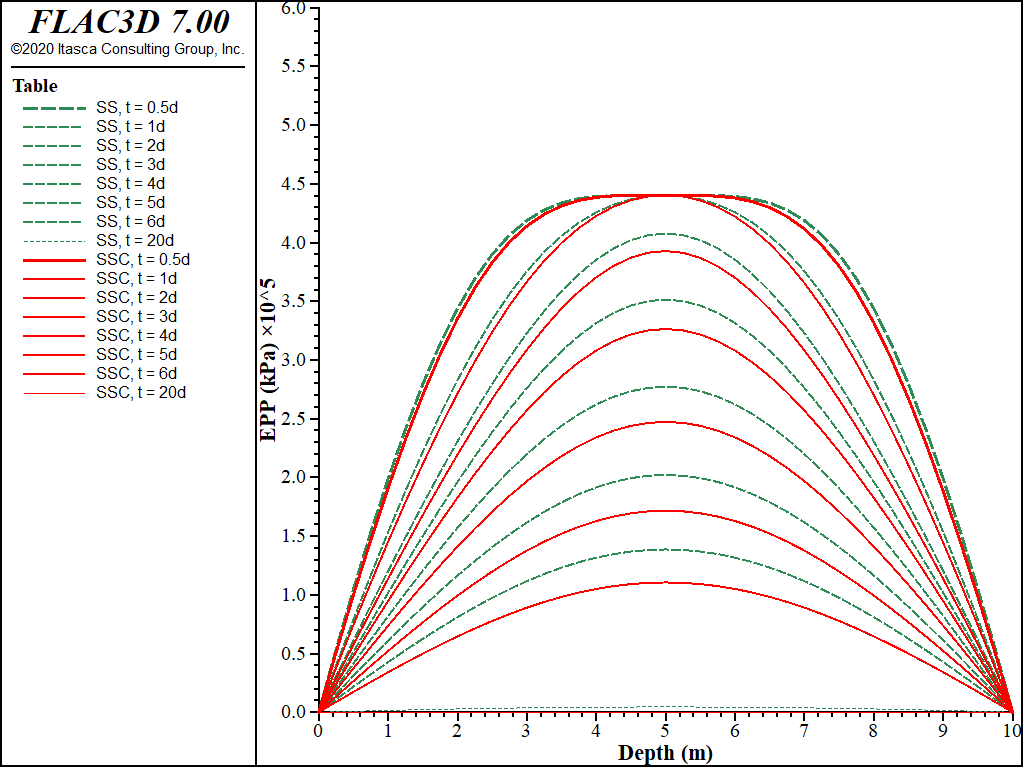 FLAC3D 7.00
©2020 Itasca Consulting Group, Inc.
Table
SS, t = 0.5d
SS, t = 1d
SS, t = 2d
SS, t = 3d
SS, t = 4d
SS, t = 5d
SS, t = 6d
SS, t = 20d
SSC, t = 0.5d
SSC, t = 1d
SSC, t = 2d
SSC, t = 3d
SSC, t = 4d
SSC, t = 5d
SSC, t = 6d
SSC, t = 20d
EPP (kPa) ×10^5
6.0
5.5
5.0
4.5
4.0
3.5
3.0
2.5
2.0
1.5
1.0
0.5
0.0
0 1 2 3 4 5 6 7 8 9 10
Depth (m)